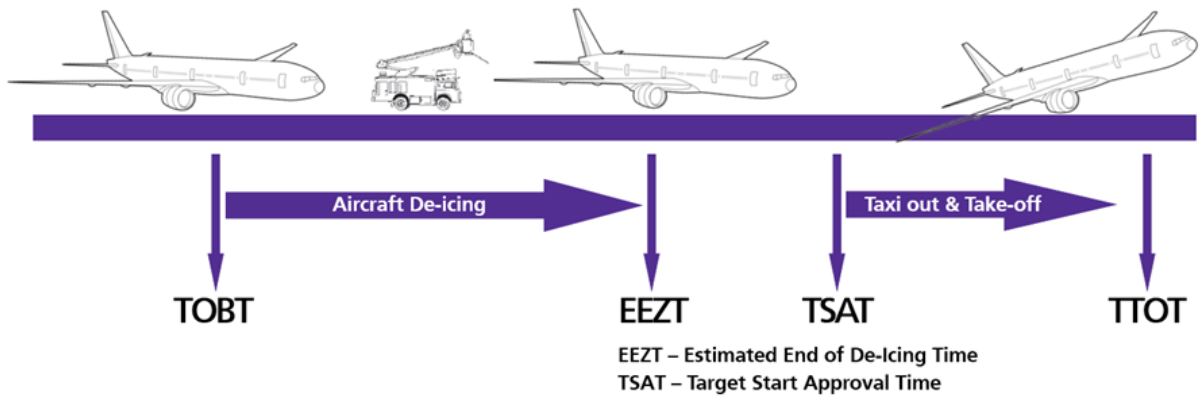 Aircraft De-icing
Taxi out & Take-off
TOBT
EEZT
TSAT
TTOT
EEZT – Estimated End of De-Icing Time
TSAT – Target Start Approval Time